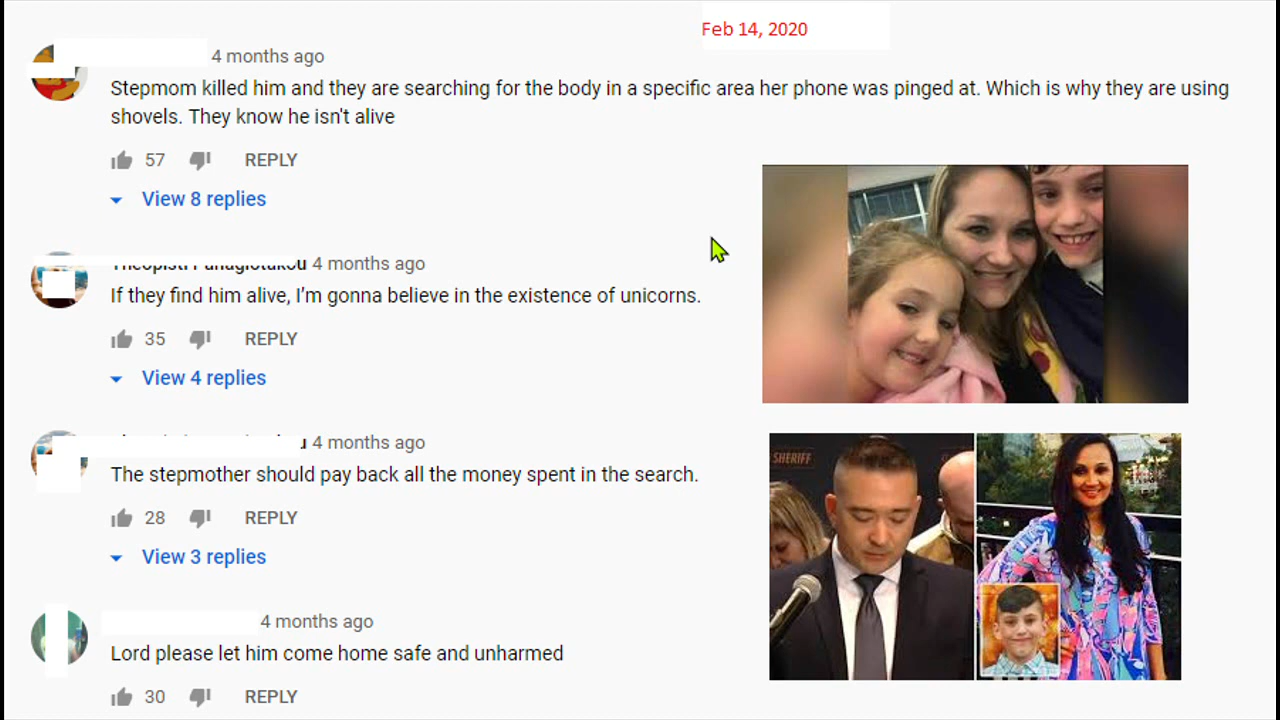 Feb 14, 2020
4 months ago
Stepmom killed him and they are searching for the body in a specific area her phone was pinged at. Which is why they are using
shovels. They know he isn't alive
57 REPLY
View 8 replies
4 months ago
If they find him alive, I'm gonna believe in the existence of unicorns.
35 REPLY
View 4 replies
4 months ago
The stepmother should pay back all the money spent in the search.
28 REPLY
View 3 replies
SHERIFF
4 months ago
Lord please let him come home safe and unharmed
30 REPLY